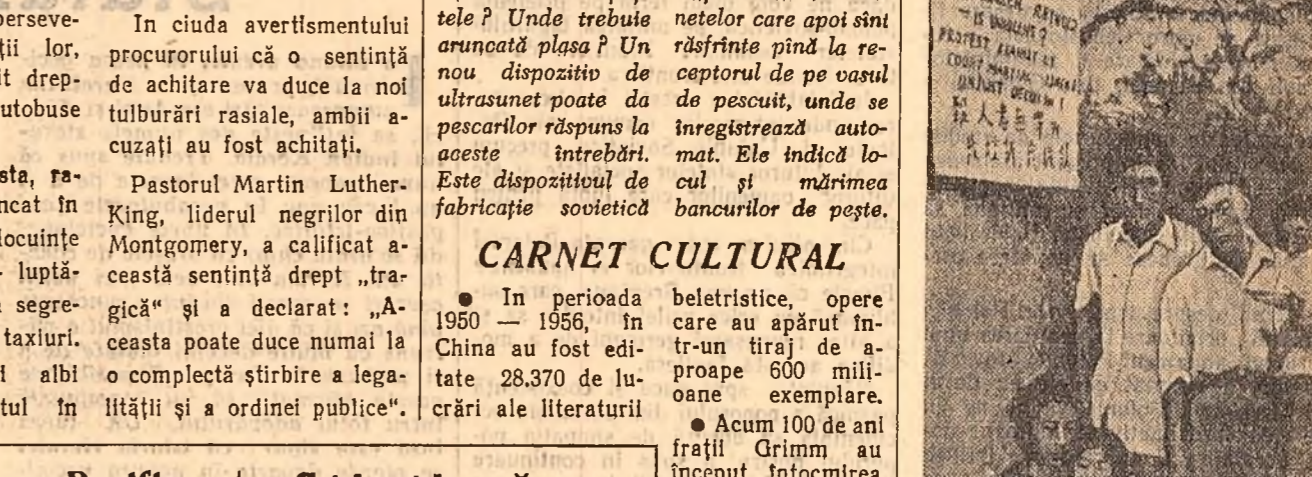 perseve-
ții lor,
it drep-
utobuse
sta, ra-
ncat în
locuințe
luptă-
segre-
taxiuri.
i albi
tul în
In ciuda avertismentului
procurorului că o sentință
de achitare va duce la noi
tulburări rasiale, ambii a-
cuzați au fost achitați.
Pastorul Martin Luther-
King, liderul negrilor din
Montgomery, a calificat a-
ceastă sentință drept „tra-
gică“ și a declarat: „A-
ceasta poate duce numai la
o complectă știrbire a lega-
lității și a ordinei publice“.
tele? Unde trebuie
aruncată plasa? Un
nou dispozitiv de
ultrasunet poate da
pescarilor răspuns la
aceste întrebări.
Este dispozitivul de
fabricație sovietică
netelor care apoi sînt
răsfrinte pînă la re-
ceptorul de pe vasul
de pescuit, unde se
înregistrează auto-
mat. Ele indică lo-
cul și mărimea
bancurilor de pește.
CARNET CULTURAL
● In perioada
1950 — 1956, în
China au fost edi-
tate 28.370 de lu-
crări ale literaturii
beletristice, opere
care au apărut în-
tr-un tiraj de a-
proape 600 mili-
oane exemplare.
● Acum 100 de ani
frații Grimm au
început întocmirea
PROTEST AGAINST
COURT MARTIAL
UNJUST